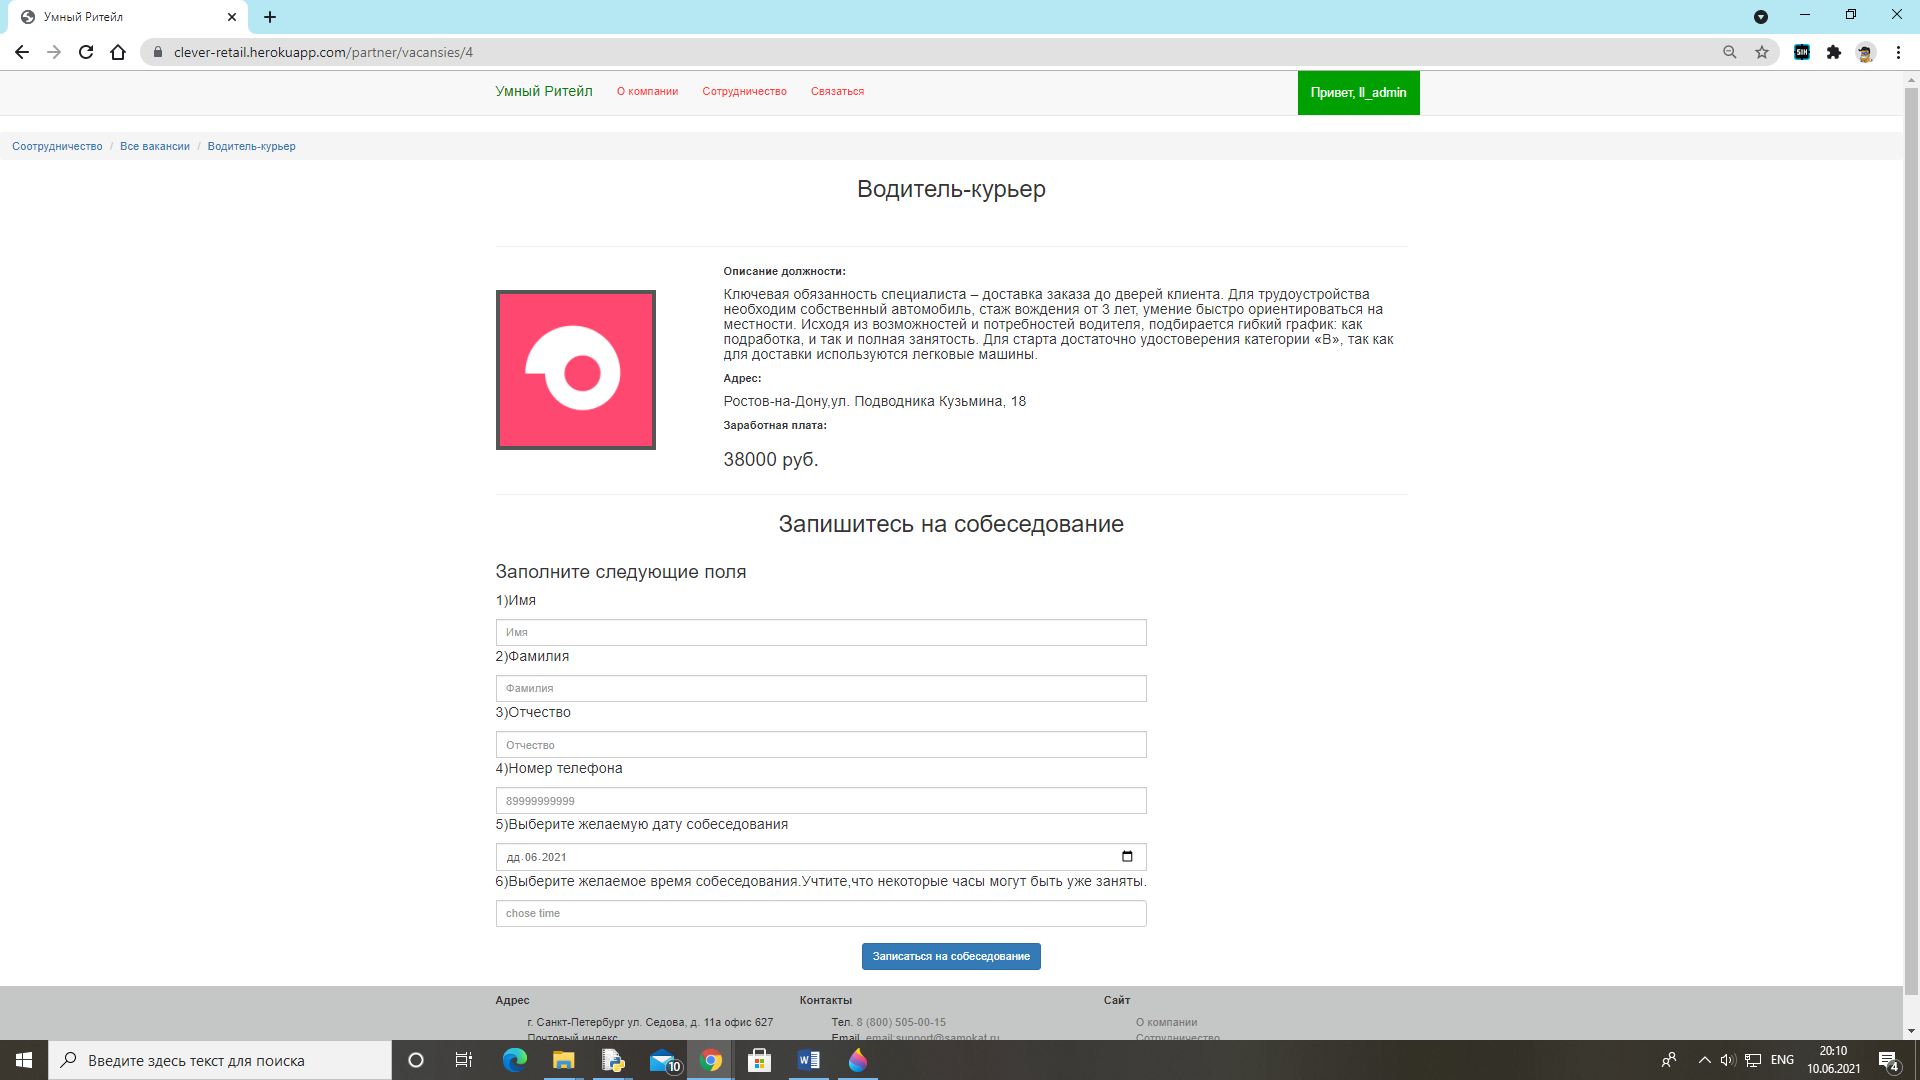 Умный Ритейл
clever-retail.herokuapp.com/partner/vacansies/4
Умный Ритейл О компании Сотрудничество Связаться Привет, ll_admin
Соотрудничество / Все вакансии / Водитель-курьер
Водитель-курьер
Описание должности:
Ключевая обязанность специалиста – доставка заказа до дверей клиента. Для трудоустройства
необходим собственный автомобиль, стаж вождения от 3 лет, умение быстро ориентироваться на
местности. Исходя из возможностей и потребностей водителя, подбирается гибкий график: как
подработка, и так и полная занятость. Для старта достаточно удостоверения категории «В», так как
для доставки используются легковые машины.
Адрес:
Ростов-на-Дону,ул. Подводника Кузьмина, 18
Заработная плата:
38000 руб.
Запишитесь на собеседование
Заполните следующие поля
1)Имя
Имя
2)Фамилия
Фамилия
3)Отчество
Отчество
4)Номер телефона
89999999999
5)Выберите желаемую дату собеседования
дд.06.2021
6)Выберите желаемое время собеседования.Учтите,что некоторые часы могут быть уже заняты.
chose time
Записаться на собеседование
Адрес Контакты Сайт
г. Санкт-Петербург ул. Седова, д. 11а офис 627 Тел. 8 (800) 505-00-15 О компании
Почтовый индекс Email. email:support@samokat.ru Сотрудничество
Введите здесь текст для поиска
10
ENG
20:10
10.06.2021
4